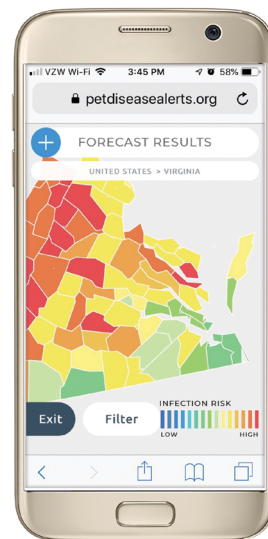 VZW Wi-Fi 3:45 PM 58%
petdiseasealerts.org
FORECAST RESULTS
UNITED STATES > VIRGINIA
INFECTION RISK
Exit Filter
LOW HIGH